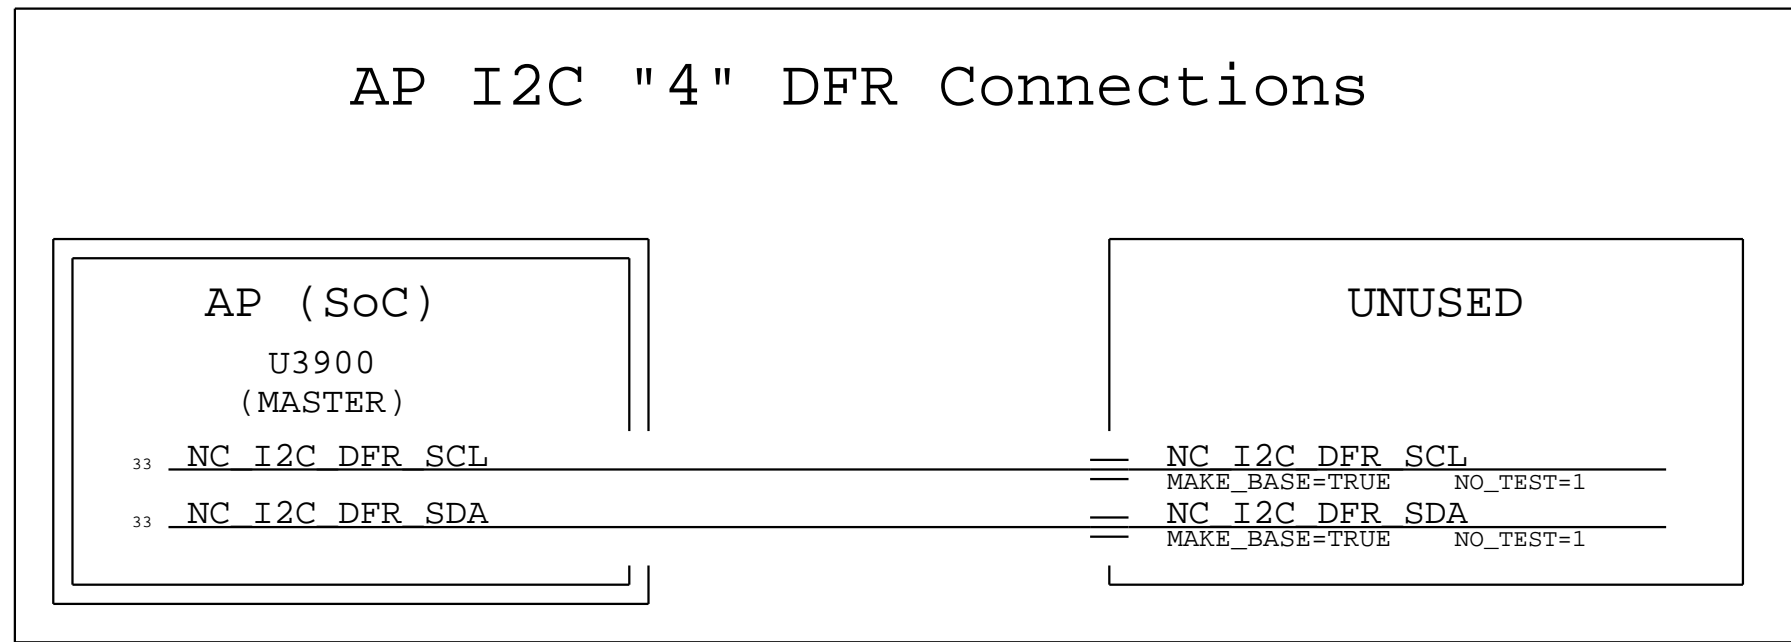 AP I2C "4" DFR Connections
AP (SoC)
U3900
(MASTER)
33 NC_I2C_DFR_SCL
33 NC_I2C_DFR_SDA
UNUSED
NC_I2C_DFR_SCL
MAKE_BASE=TRUE NO_TEST=1
NC_I2C_DFR_SDA
MAKE_BASE=TRUE NO_TEST=1